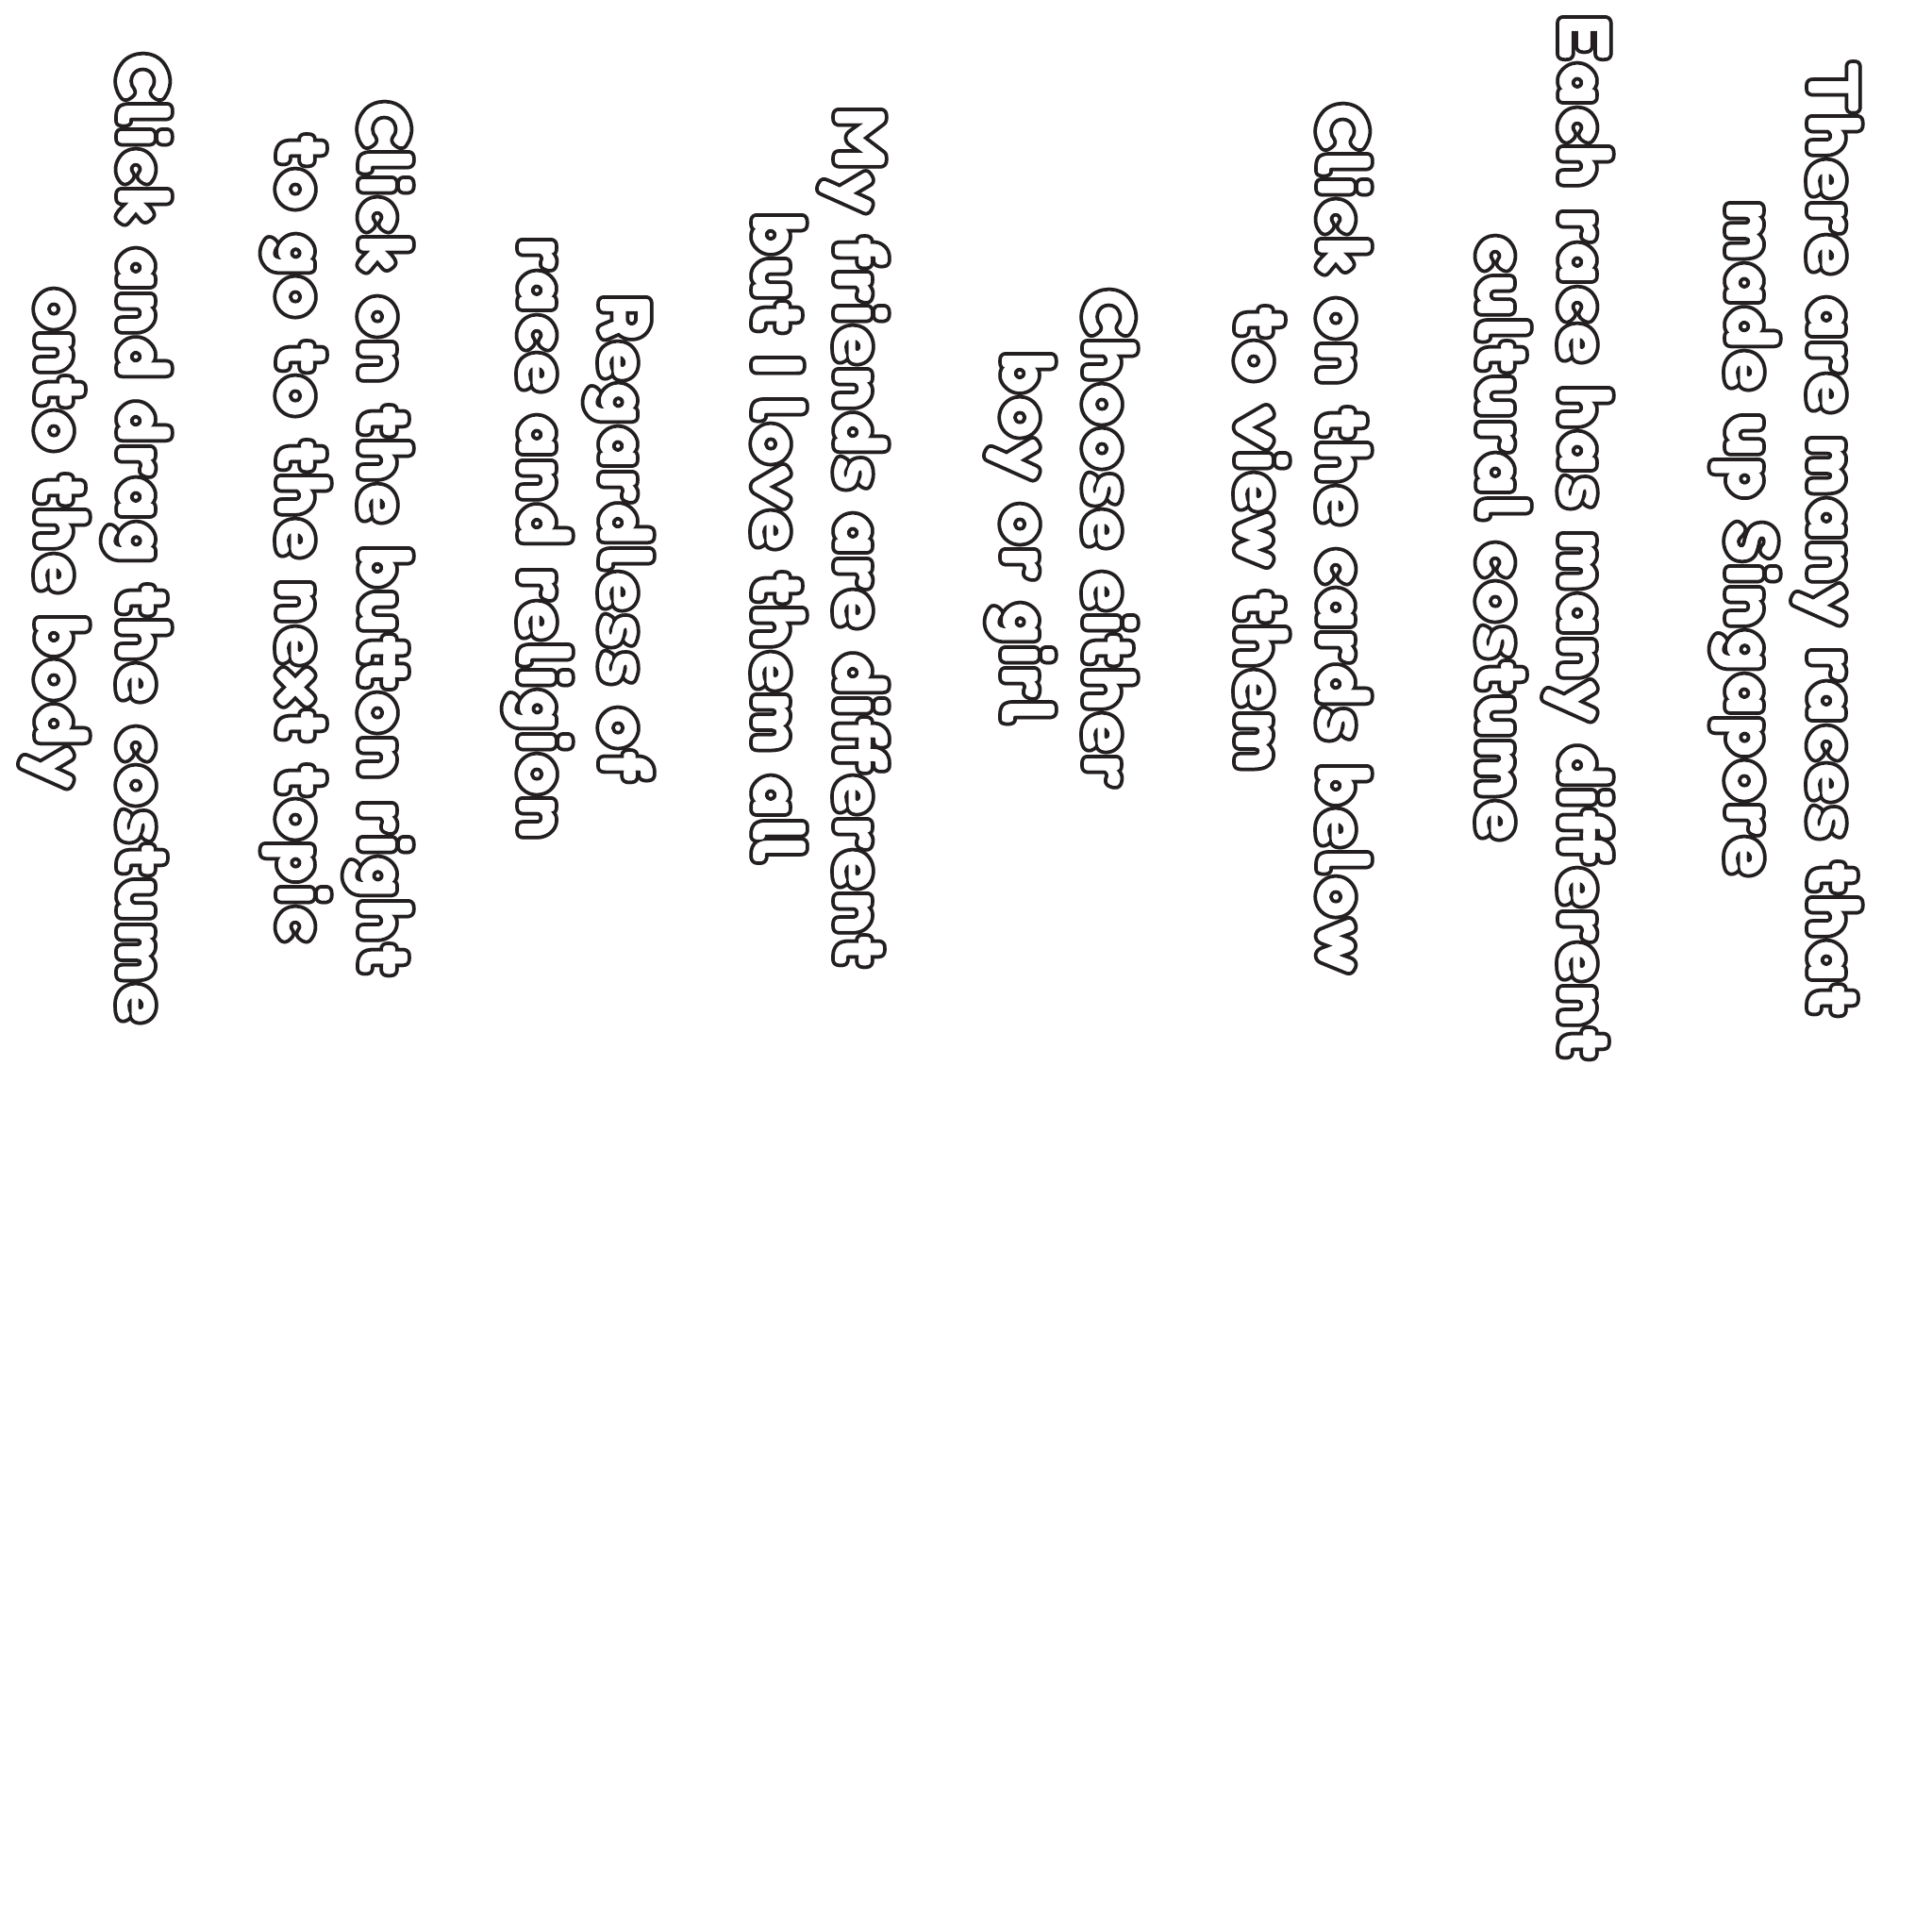 There are many races that
made up Singapore
Each race has many different
cultural costume
Click on the cards below
to view them
Choose either
boy or girl
My friends are different
but I love them all
Regardless of
race and religion
Click on the button right
to go to the next topic
Click and drag the costume
onto the body